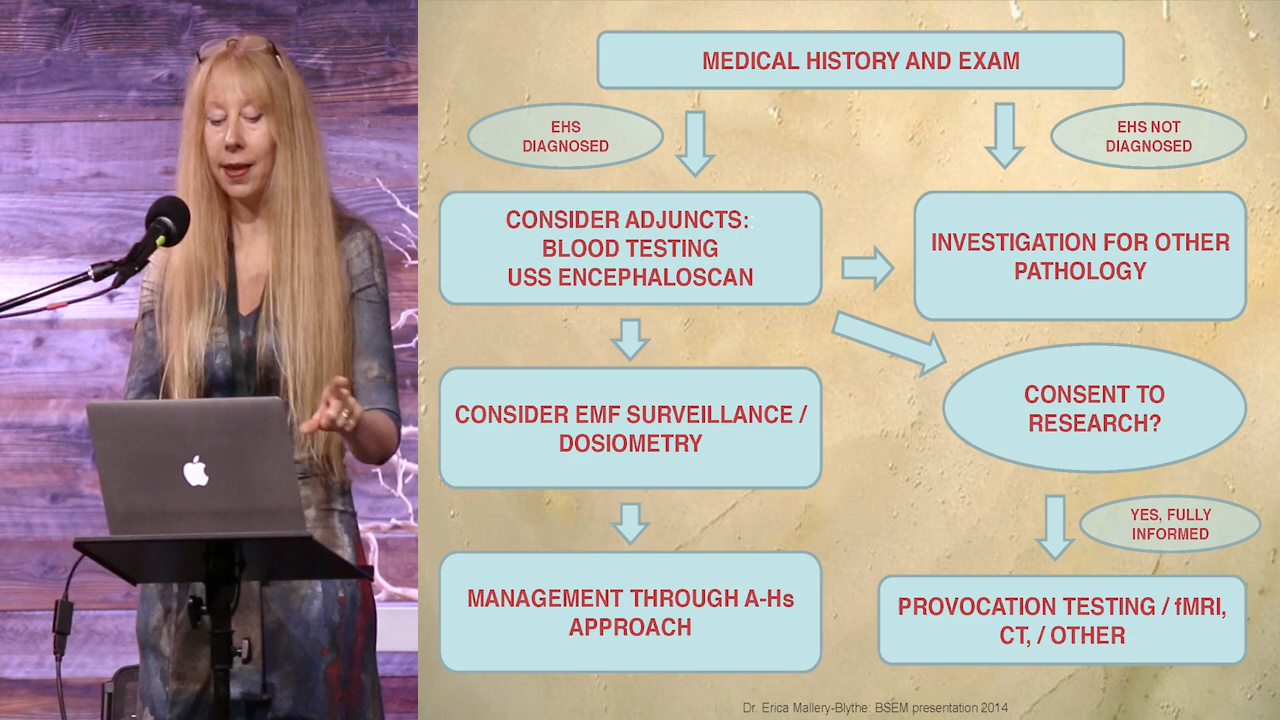 MEDICAL HISTORY AND EXAM
EHS
DIAGNOSED
EHS NOT
DIAGNOSED
CONSIDER ADJUNCTS:
BLOOD TESTING
USS ENCEPHALOSCAN
INVESTIGATION FOR OTHER
PATHOLOGY
CONSIDER EMF SURVEILLANCE /
DOSIOMETRY
CONSENT TO
RESEARCH?
YES, FULLY
INFORMED
MANAGEMENT THROUGH A-Hs
APPROACH
PROVOCATION TESTING / fMRI,
CT, / OTHER
Dr. Erica Mallery-Blythe: BSEM presentation 2014